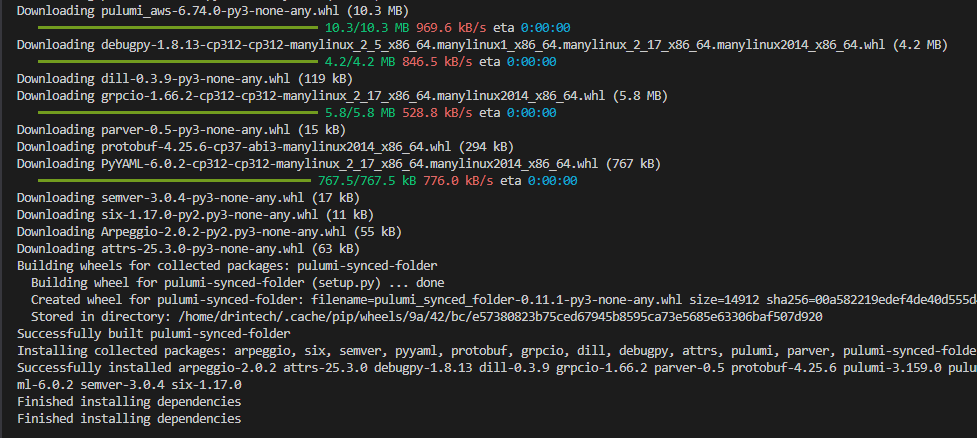 Downloading pulumi_aws-6.74.0-py3-none-any.whl (10.3 MB)
10.3/10.3 MB 969.6 kB/s eta 0:00:00
Downloading debugpy-1.8.13-cp312-cp312-manylinux_2_5_x86_64.manylinux1_x86_64.manylinux_2_17_x86_64.manylinux2014_x86_64.whl (4.2 MB)
4.2/4.2 MB 846.5 kB/s eta 0:00:00
Downloading dill-0.3.9-py3-none-any.whl (119 kB)
Downloading grpcio-1.66.2-cp312-cp312-manylinux_2_17_x86_64.manylinux2014_x86_64.whl (5.8 MB)
5.8/5.8 MB 528.8 kB/s eta 0:00:00
Downloading parver-0.5-py3-none-any.whl (15 kB)
Downloading protobuf-4.25.6-cp37-abi3-manylinux2014_x86_64.whl (294 kB)
Downloading PyYAML-6.0.2-cp312-cp312-manylinux_2_17_x86_64.manylinux2014_x86_64.whl (767 kB)
767.5/767.5 kB 776.0 kB/s eta 0:00:00
Downloading semver-3.0.4-py3-none-any.whl (17 kB)
Downloading six-1.17.0-py2.py3-none-any.whl (11 kB)
Downloading Arpeggio-2.0.2-py2.py3-none-any.whl (55 kB)
Downloading attrs-25.3.0-py3-none-any.whl (63 kB)
Building wheels for collected packages: pulumi-synced-folder
Building wheel for pulumi-synced-folder (setup.py) ... done
Created wheel for pulumi-synced-folder: filename=pulumi_synced_folder-0.11.1-py3-none-any.whl size=14912 sha256=00a582219edef4de40d555d
Stored in directory: /home/drintech/.cache/pip/wheels/9a/42/bc/e57380823b75ced67945b8595ca73e5685e63306baf507d920
Successfully built pulumi-synced-folder
Installing collected packages: arpeggio, six, semver, pyyaml, protobuf, grpcio, dill, debugpy, attrs, pulumi, parver, pulumi-synced-folde
Successfully installed arpeggio-2.0.2 attrs-25.3.0 debugpy-1.8.13 dill-0.3.9 grpcio-1.66.2 parver-0.5 protobuf-4.25.6 pulumi-3.159.0 pulu
ml-6.0.2 semver-3.0.4 six-1.17.0
Finished installing dependencies
Finished installing dependencies